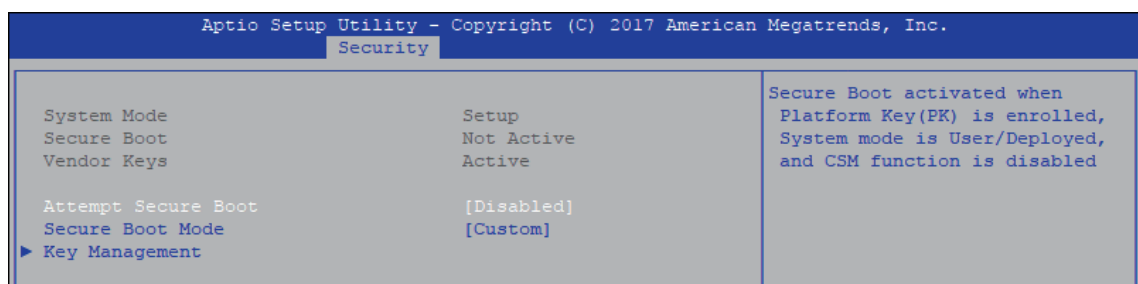 Aptio Setup Utility - Copyright (C) 2017 American Megatrends, Inc.
Security
System Mode Setup
Secure Boot Not Active
Vendor Keys Active
Attempt Secure Boot [Disabled]
Secure Boot Mode [Custom]
► Key Management
Secure Boot activated when
Platform Key(PK) is enrolled,
System mode is User/Deployed,
and CSM function is disabled